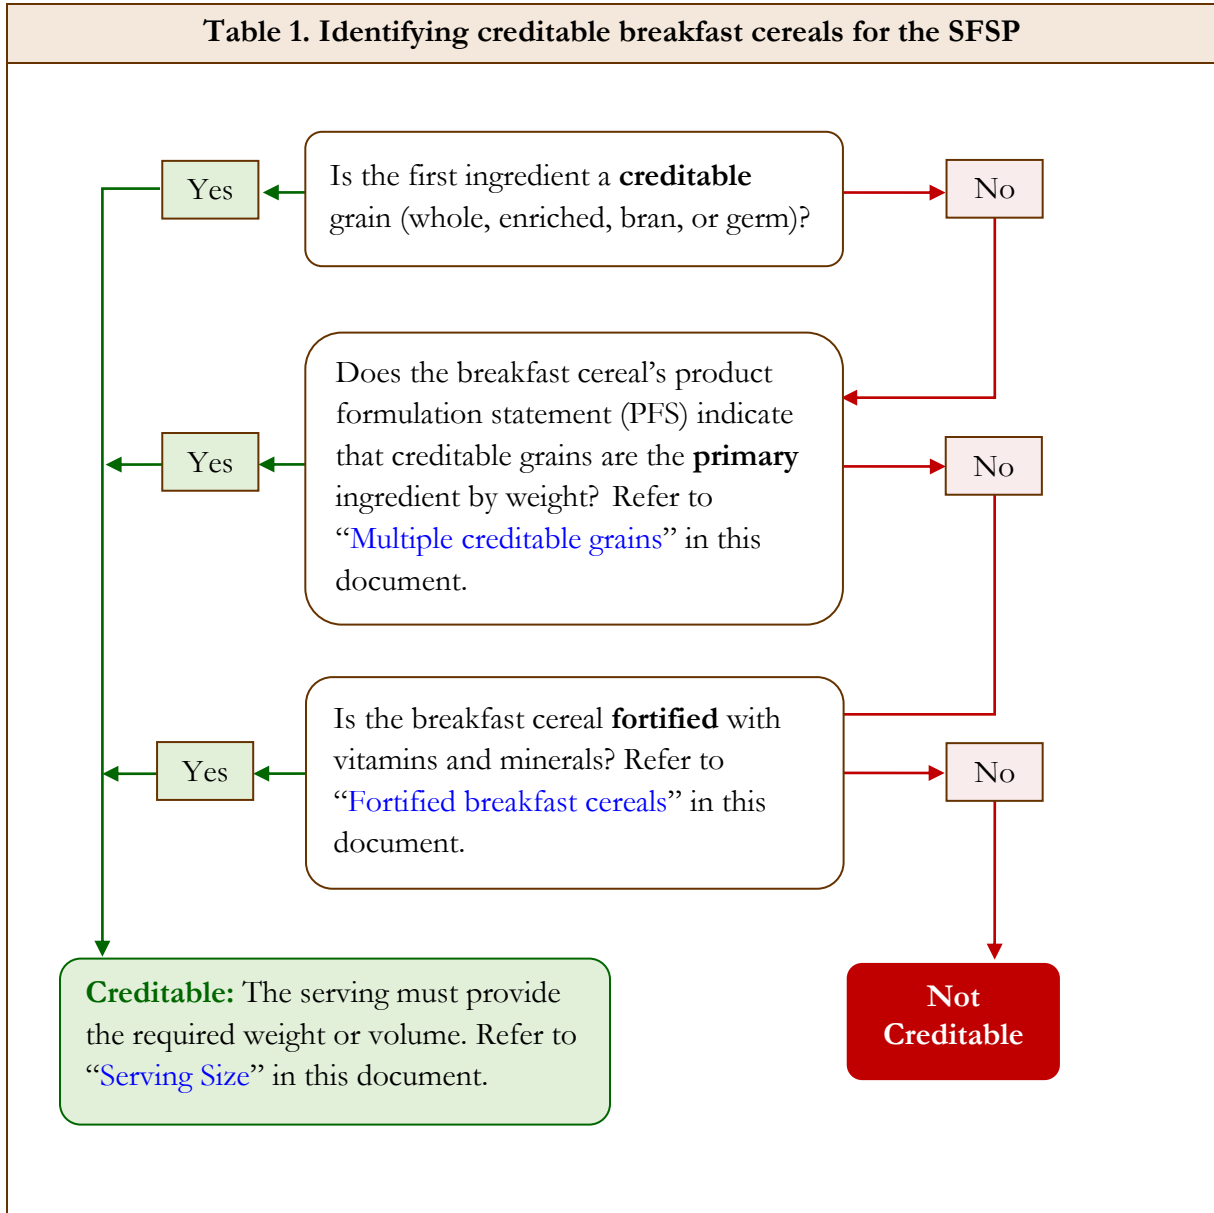 Table 1. Identifying creditable breakfast cereals for the SFSP
Yes
Is the first ingredient a creditable
grain (whole, enriched, bran, or germ)?
No
Does the breakfast cereal’s product
formulation statement (PFS) indicate
that creditable grains are the primary
ingredient by weight?  Refer to
“Multiple creditable grains” in this
document.
Yes
No
Is the breakfast cereal fortified with
vitamins and minerals? Refer to
“Fortified breakfast cereals” in this
document.
Yes
No
Creditable: The serving must provide
the required weight or volume. Refer to
“Serving Size” in this document.
Not
Creditable